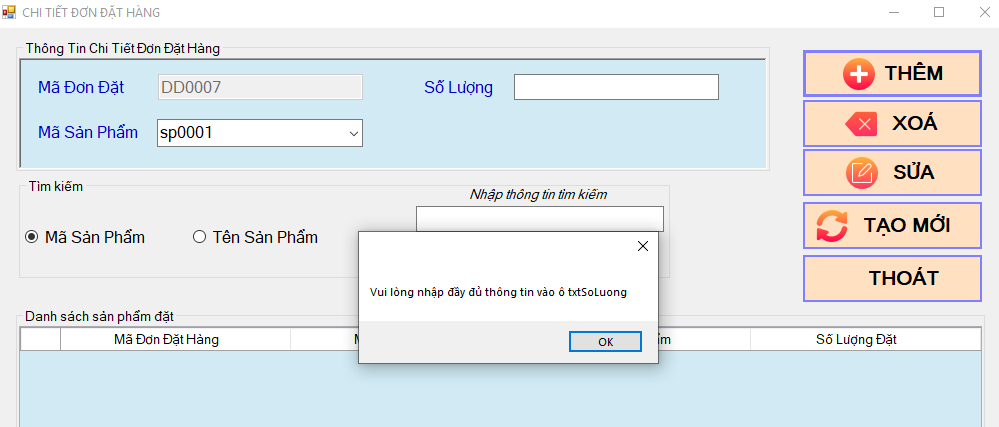 CHI TIẾT ĐƠN ĐẶT HÀNG
Thông Tin Chi Tiết Đơn Đặt Hàng
Mã Đơn Đặt DD0007 Số Lượng
Mã Sản Phẩm sp0001
THÊM
XOÁ
SỬA
TẠO MỚI
THOÁT
Tìm kiếm
Nhập thông tin tìm kiếm
Mã Sản Phẩm Tên Sản Phẩm
Vui lòng nhập đầy đủ thông tin vào ô txtSoLuong
OK
Danh sách sản phẩm đặt
Mã Đơn Đặt Hàng Số Lượng Đặt